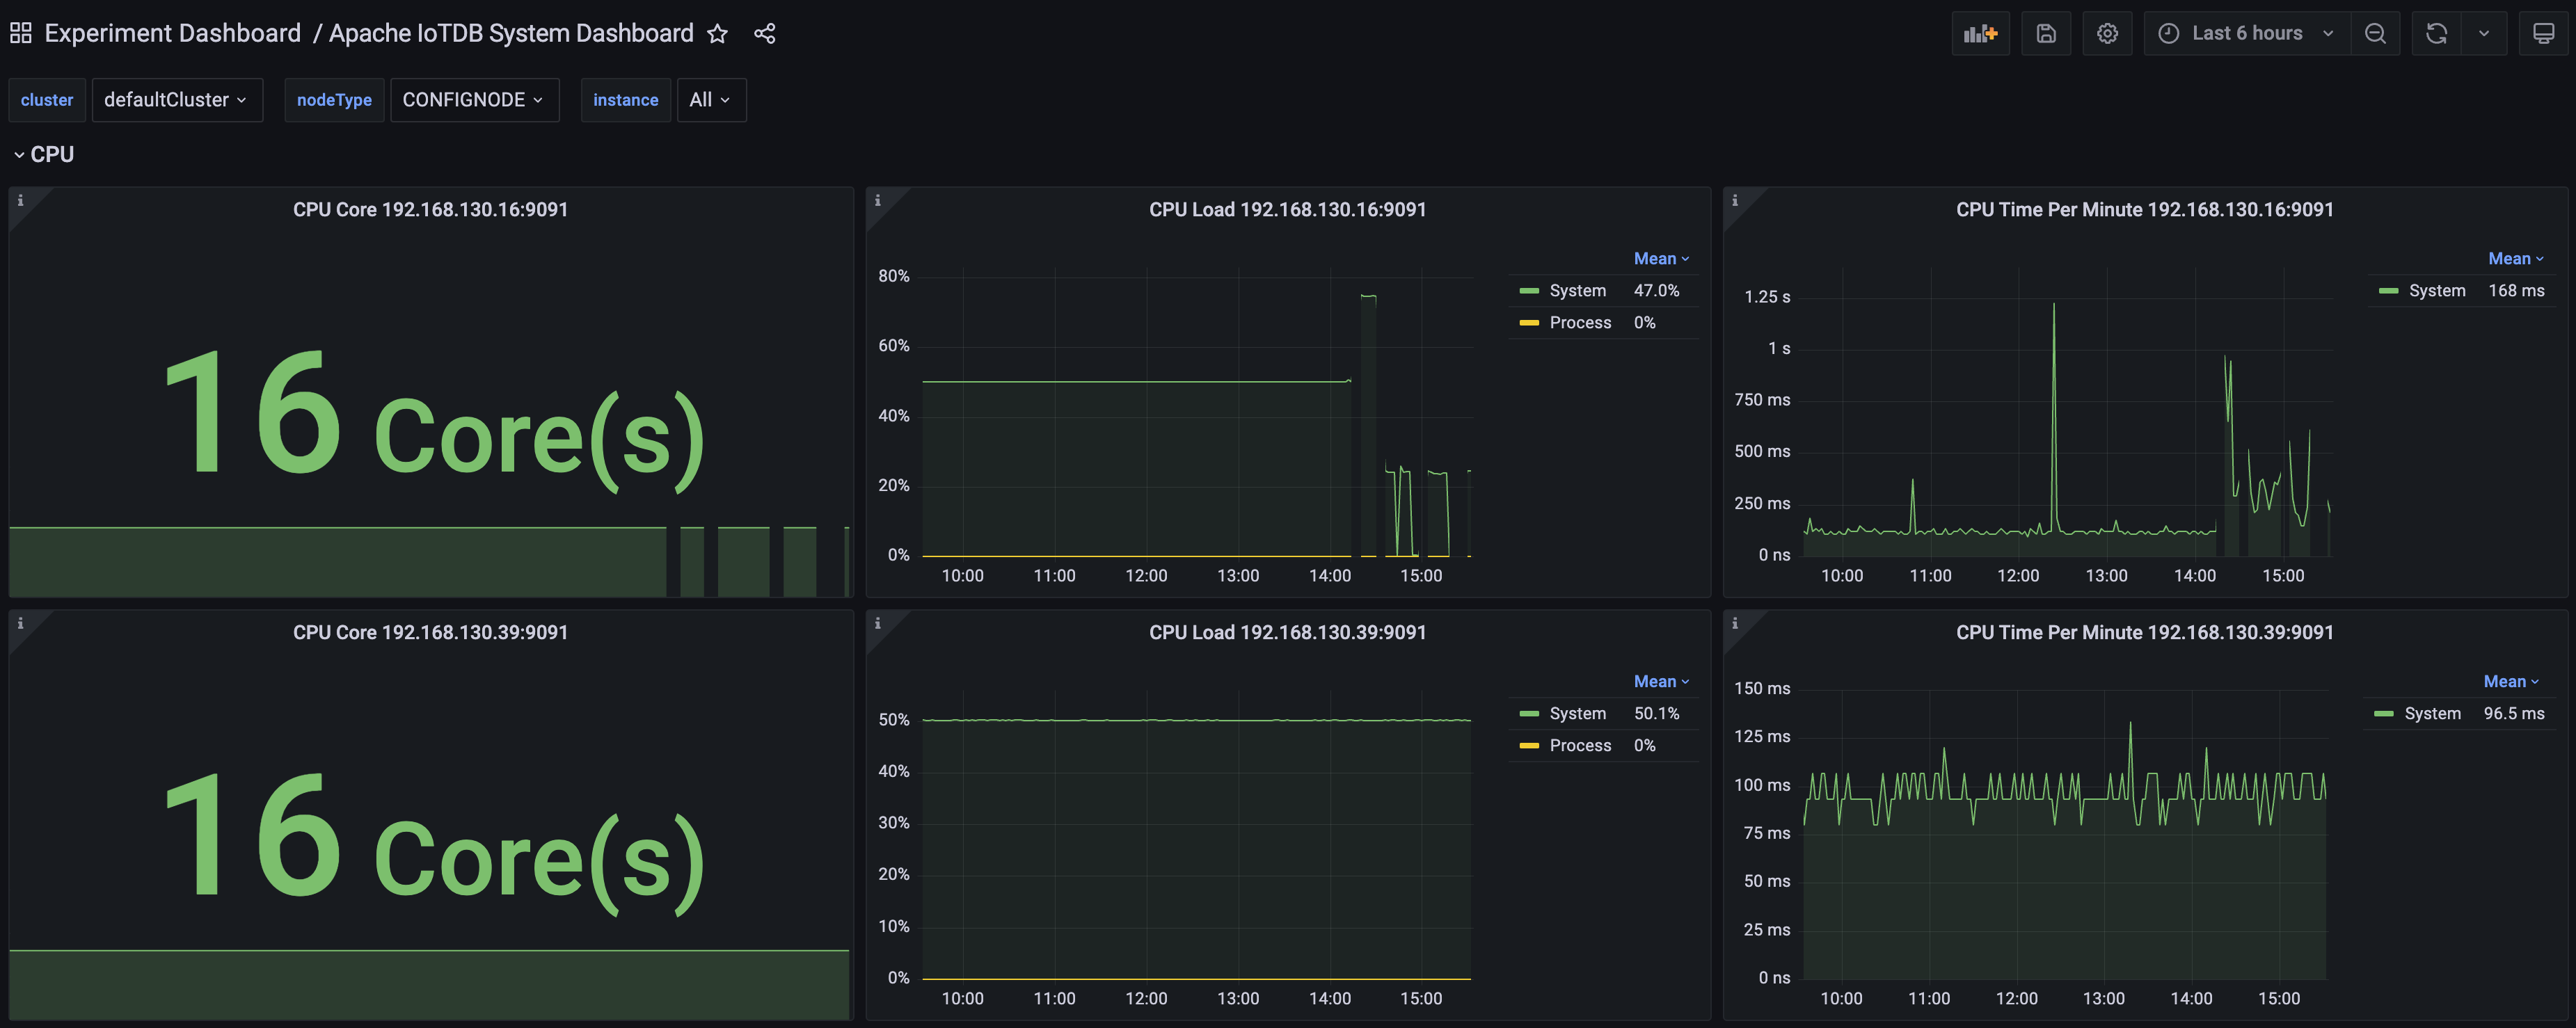 Experiment Dashboard / Apache IoTDB System Dashboard
Last 6 hours
cluster defaultCluster nodeType CONFIGNODE instance All
CPU
CPU Core 192.168.130.16:9091
16 Core(s)
CPU Load 192.168.130.16:9091
Mean
System 47.0%
Process 0%
80%
60%
40%
20%
0%
10:00 11:00 12:00 13:00 14:00 15:00
CPU Time Per Minute 192.168.130.16:9091
Mean
System 168 ms
1.25 s
1 s
750 ms
500 ms
250 ms
0 ns
10:00 11:00 12:00 13:00 14:00 15:00
CPU Core 192.168.130.39:9091
16 Core(s)
CPU Load 192.168.130.39:9091
Mean
System 50.1%
Process 0%
50%
40%
30%
20%
10%
0%
10:00 11:00 12:00 13:00 14:00 15:00
CPU Time Per Minute 192.168.130.39:9091
Mean
System 96.5 ms
150 ms
125 ms
100 ms
75 ms
50 ms
25 ms
0 ns
10:00 11:00 12:00 13:00 14:00 15:00